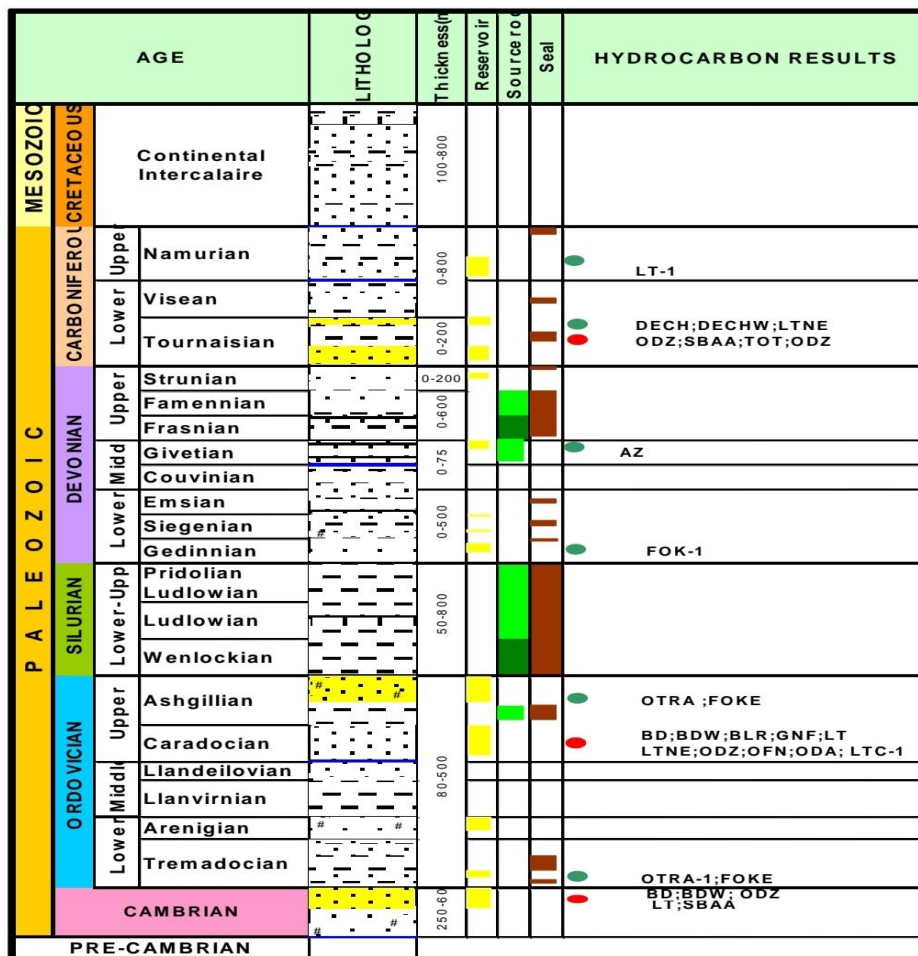 AGE
LITHOLOG
Thickness(m
Reservoir
Source roc
Seal
HYDROCARBON RESULTS
MESOZOIC
CRETACEOUS
Continental
Intercalaire
100-800
PALEOZOIC
CARBONIFEROU
Upper
Namurian
0-800
LT-1
Lower
Visean
Tournaisian
0-200
DECH;DECHW;LTNE
ODZ;SBAA;TOT;ODZ
DEVONIAN
Upper
Strunian
0-200
Famennian
0-600
Frasnian
Midd
Givetian
0-75
AZ
Couvinian
Lower
Emsian
Siegenian
0-500
#
Gedinnian
FOK-1
SILURIAN
Lower-Upp
Pridolian
Ludlowian
50-800
Ludlowian
Wenlockian
ORDOVICIAN
Upper
Ashgillian
# #
OTRA ;FOKE
Caradocian
BD;BDW;BLR;GNF;LT
LTNE;ODZ;OFN;ODA; LTC-1
Middle
Llandeilovian
80-500
Llanvirnian
Lower
Arenigian
# #
Tremadocian
OTRA-1;FOKE
CAMBRIAN
250-60
BD;BDW; ODZ
LT;SBAA
# #
PRE-CAMBRIAN